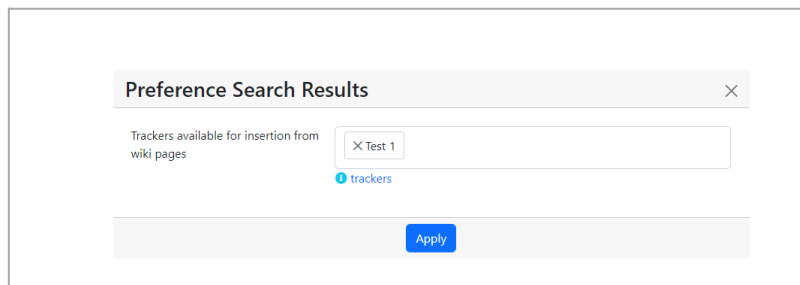 Preference Search Results
Trackers available for insertion from
wiki pages
Test 1
trackers
Apply